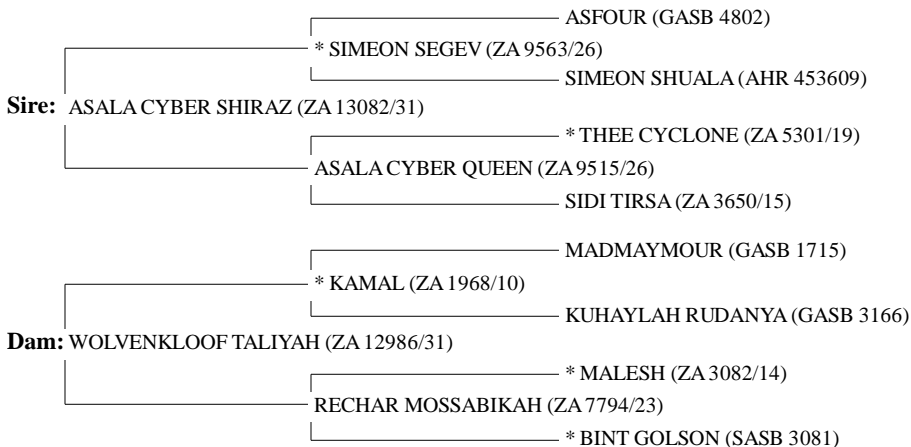 ASFOUR (GASB 4802)
* SIMEON SEGEV (ZA 9563/26)
SIMEON SHUALA (AHR 453609)
Sire: ASALA CYBER SHIRAZ (ZA 13082/31)
* THEE CYCLONE (ZA 5301/19)
ASALA CYBER QUEEN (ZA 9515/26)
SIDI TIRSA (ZA 3650/15)
MADMAYMOUR (GASB 1715)
* KAMAL (ZA 1968/10)
KUHAYLAH RUDANYA (GASB 3166)
Dam: WOLVENKLOOF TALIYAH (ZA 12986/31)
* MALESH (ZA 3082/14)
RECHAR MOSSABIKAH (ZA 7794/23)
* BINT GOLSON (SASB 3081)